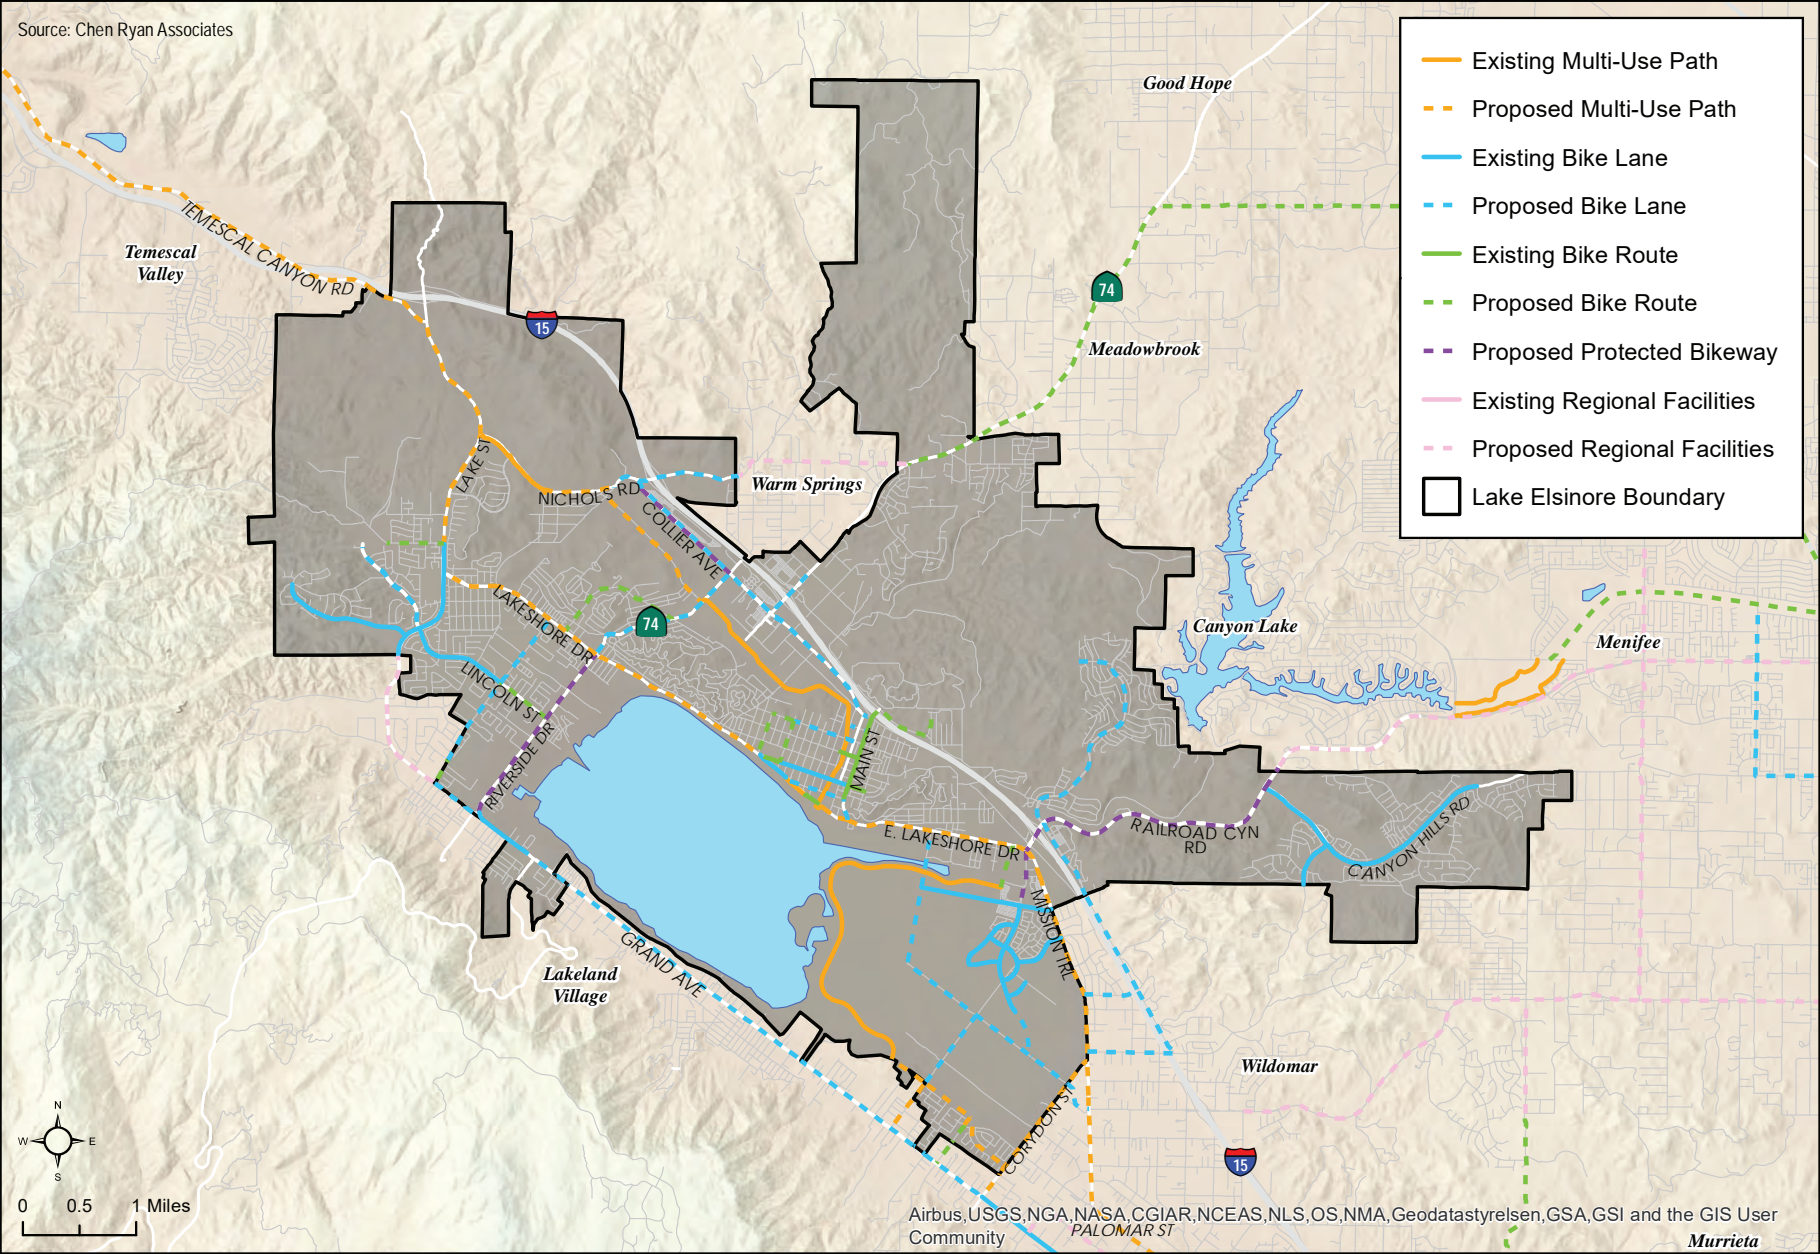 Source: Chen Ryan Associates
Existing Multi-Use Path
Proposed Multi-Use Path
Existing Bike Lane
Proposed Bike Lane
Existing Bike Route
Proposed Bike Route
Proposed Protected Bikeway
Existing Regional Facilities
Proposed Regional Facilities
Lake Elsinore Boundary
Good Hope
TEMESCAL CANYON RD
Temescal
Valley
74
15
Meadowbrook
LAKE ST
NICHOLS RD
Warm Springs
COLLIER AVE
LAKESHORE DR
74
Canyon Lake
Menifee
LINCOLN ST
RIVERSIDE DR
MAIN ST
E. LAKESHORE DR
RAILROAD CYN
RD
CANYON HILLS RD
MISSION TRL
GRAND AVE
Lakeland
Village
Wildomar
CORYDON ST
15
N
W
E
S
0 0.5 1 Miles
Airbus,USGS,NGA,NASA,CGIAR,NCEAS,NLS,OS,NMA,Geodatastyrelsen,GSA,GSI and the GIS User
Community
PALOMAR ST
Murrieta